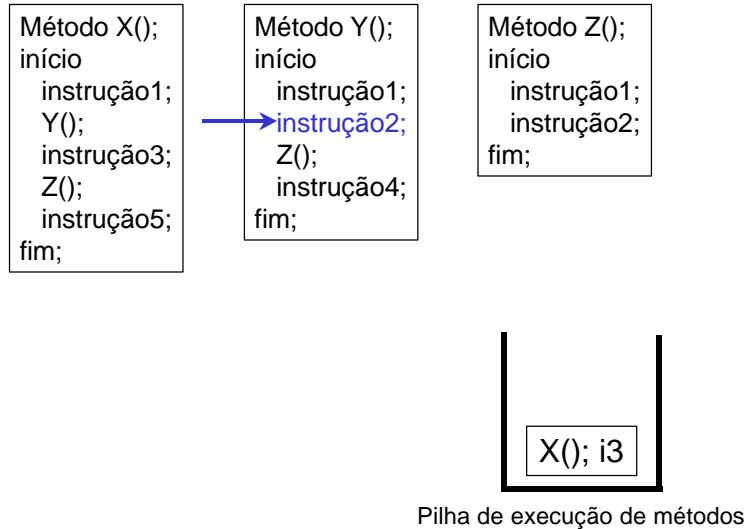 Método X();
início
instrução1;
Y();
instrução3;
Z();
instrução5;
fim;
Método Y();
início
instrução1;
instrução2;
Z();
instrução4;
fim;
Método Z();
início
instrução1;
instrução2;
fim;
X(); i3
Pilha de execução de métodos